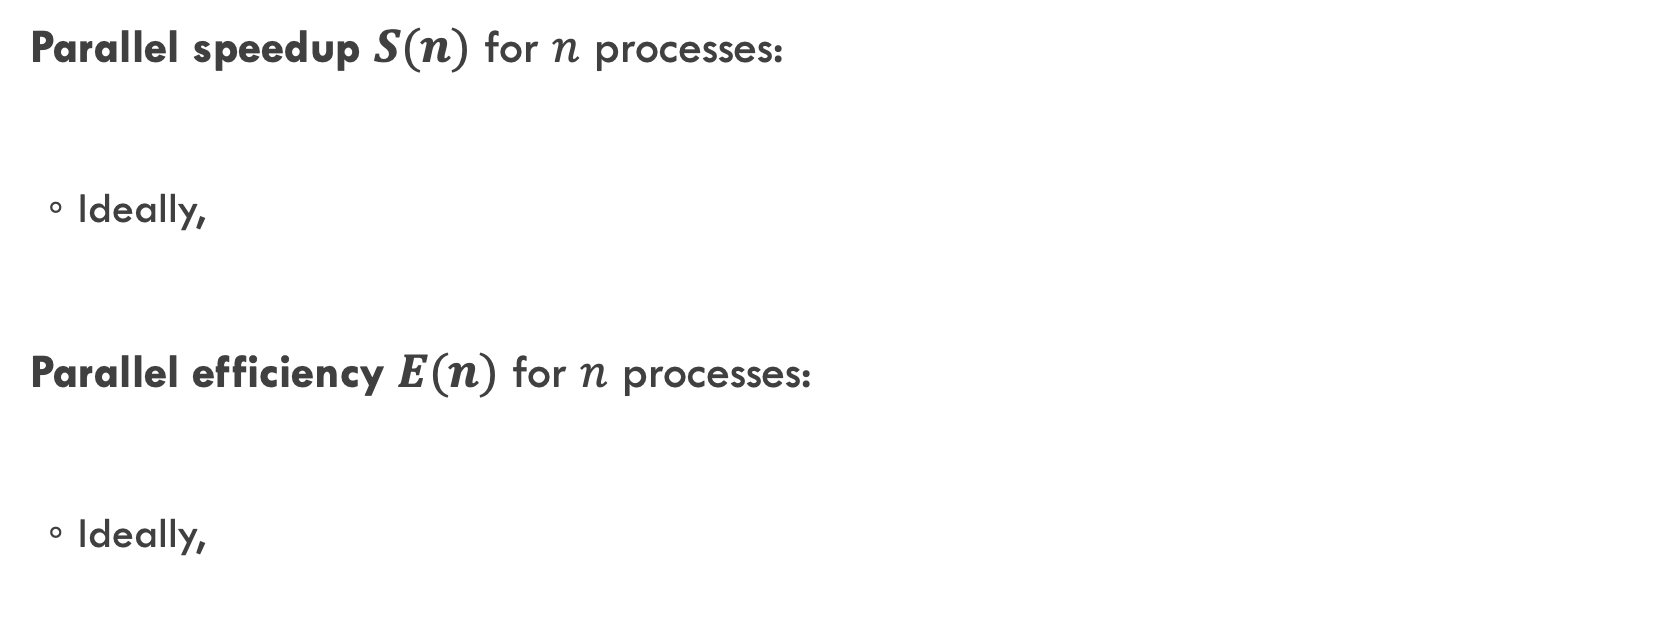 Parallel speedup S(n) for n processes:
◦ Ideally,
Parallel efficiency E(n) for n processes:
◦ Ideally,